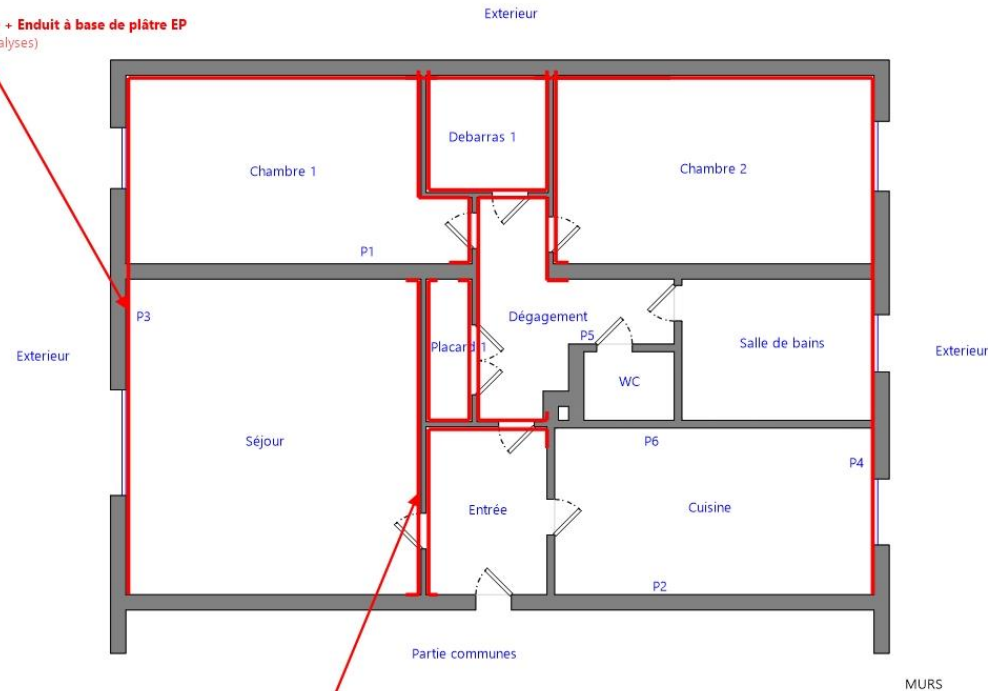 Exterieur
+ Enduit à base de plâtre EP
alyses)
Debarras 1
Chambre 1
Chambre 2
P1
P3
Dégagement
P5
Salle de bains
Exterieur
Placard 1
Exterieur
WC
Séjour
P6
P4
Entrée
Cuisine
P2
Partie communes
MURS